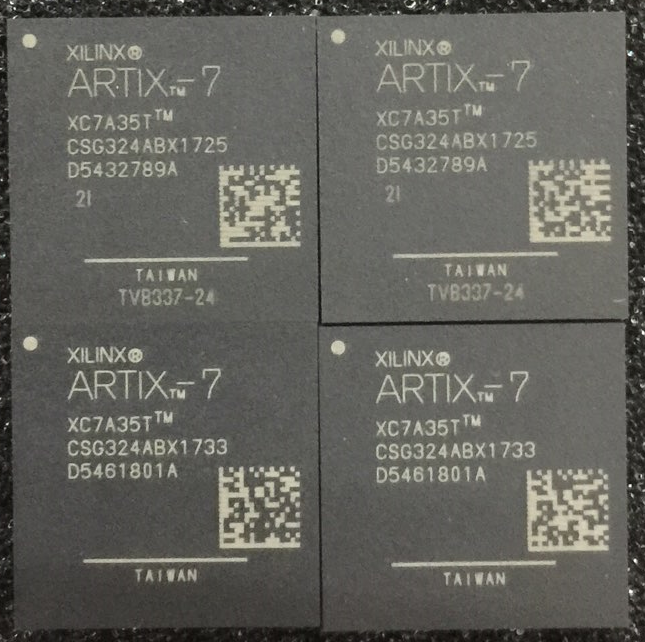 XILINX®
ARTIX™-7
XC7A35T™
CSG324ABX1725
D5432789A
2I
TAIWAN
TVB337-24
XILINX®
ARTIX™-7
XC7A35T™
CSG324ABX1725
D5432789A
2I
TAIWAN
TVB337-24
XILINX®
ARTIX™-7
XC7A35T™
CSG324ABX1733
D5461801A
TAIWAN
XILINX®
ARTIX™-7
XC7A35T™
CSG324ABX1733
D5461801A
TAIWAN